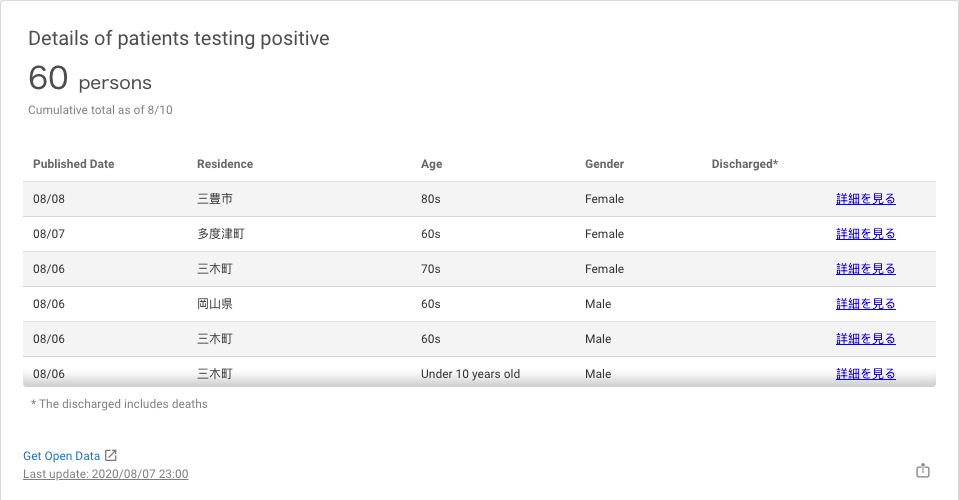 Details of patients testing positive
60 persons
Cumulative total as of 8/10
Published Date Residence Age Gender Discharged*
08/08 三豊市 80s Female 詳細を見る
08/07 多度津町 60s Female 詳細を見る
08/06 三木町 70s Female 詳細を見る
08/06 岡山県 60s Male 詳細を見る
08/06 三木町 60s Male 詳細を見る
08/06 三木町 Under 10 years old Male 詳細を見る
* The discharged includes deaths
Get Open Data
Last update: 2020/08/07 23:00